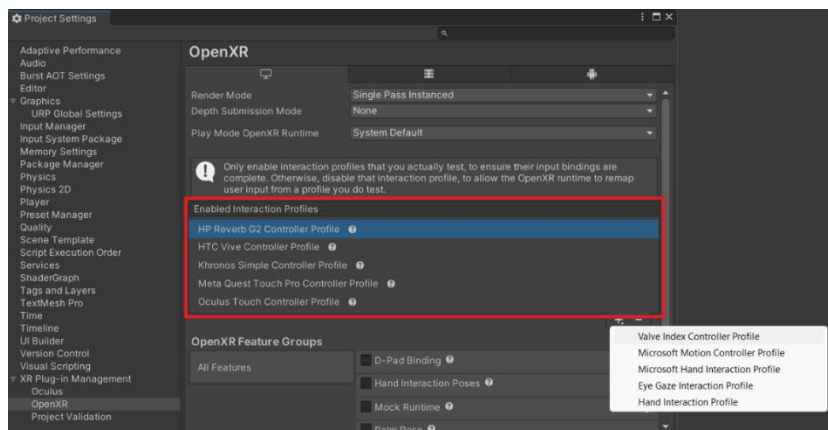 Project Settings
Adaptive Performance
Audio
Burst AOT Settings
Editor
Graphics
URP Global Settings
Input Manager
Input System Package
Memory Settings
Package Manager
Physics
Physics 2D
Player
Preset Manager
Quality
Scene Template
Script Execution Order
Services
ShaderGraph
Tags and Layers
TextMesh Pro
Time
Timeline
UI Builder
Version Control
Visual Scripting
XR Plug-in Management
Oculus
OpenXR
Project Validation
OpenXR
Render Mode Single Pass Instanced
Depth Submission Mode None
Play Mode OpenXR Runtime System Default
Only enable interaction profiles that you actually test, to ensure their input bindings are
complete. Otherwise, disable that interaction profile, to allow the OpenXR runtime to remap
user input from a profile you do test.
Enabled Interaction Profiles
HP Reverb G2 Controller Profile
HTC Vive Controller Profile
Khronos Simple Controller Profile
Meta Quest Touch Pro Controller Profile
Oculus Touch Controller Profile
OpenXR Feature Groups
All Features
D-Pad Binding
Hand Interaction Poses
Mock Runtime
Palm Pose
Valve Index Controller Profile
Microsoft Motion Controller Profile
Microsoft Hand Interaction Profile
Eye Gaze Interaction Profile
Hand Interaction Profile